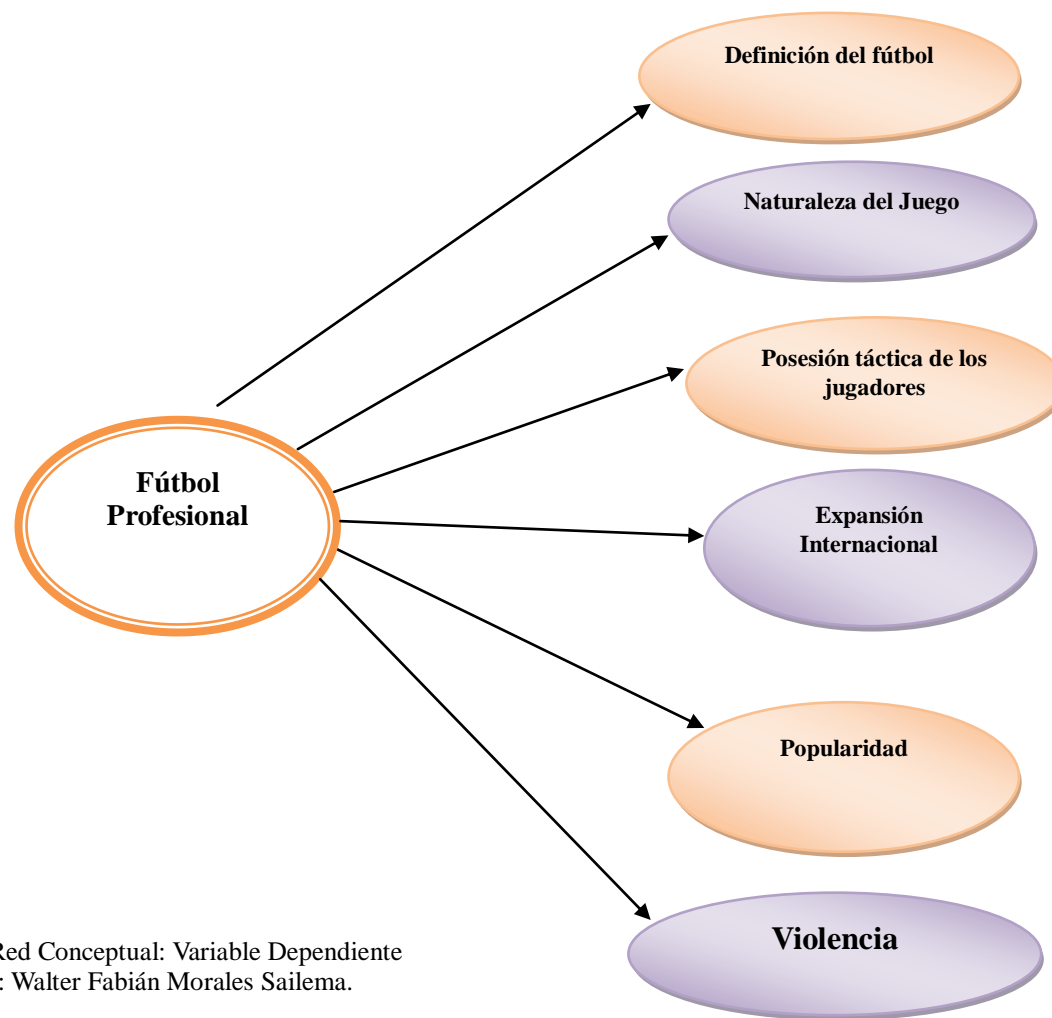 Definición del fútbol
Naturaleza del Juego
Posesión táctica de los
jugadores
Fútbol
Profesional
Expansión
Internacional
Popularidad
Violencia
Red Conceptual: Variable Dependiente
: Walter Fabián Morales Sailema.